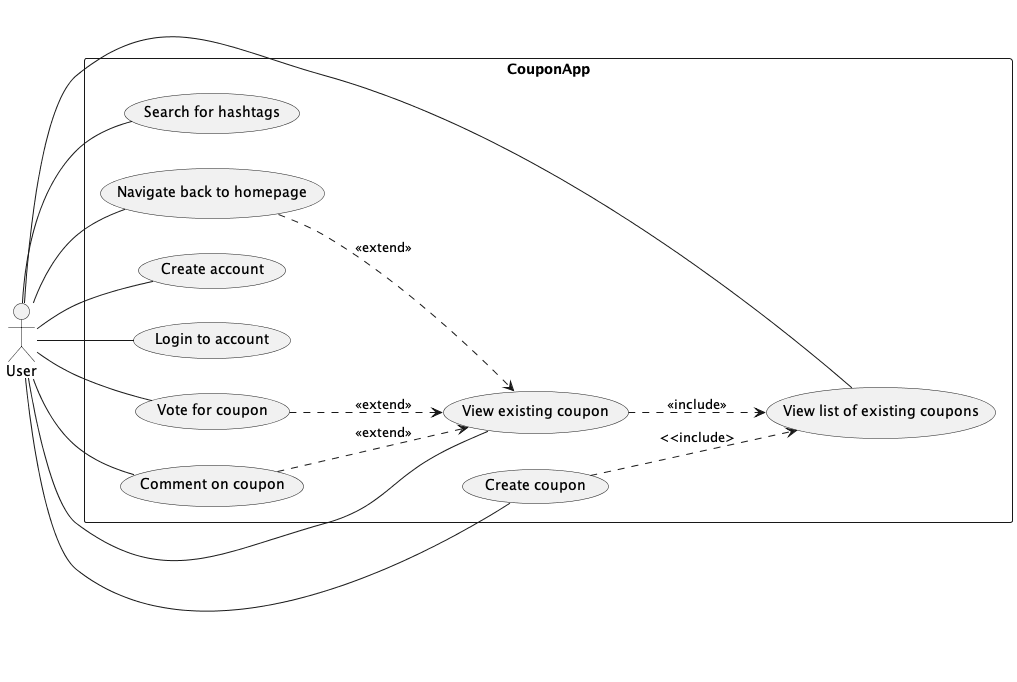 CouponApp
Search for hashtags
Navigate back to homepage
«extend»
Create account
Login to account
User
Vote for coupon
«extend»
View existing coupon
«include»
View list of existing coupons
«extend»
<<include>
Comment on coupon
Create coupon